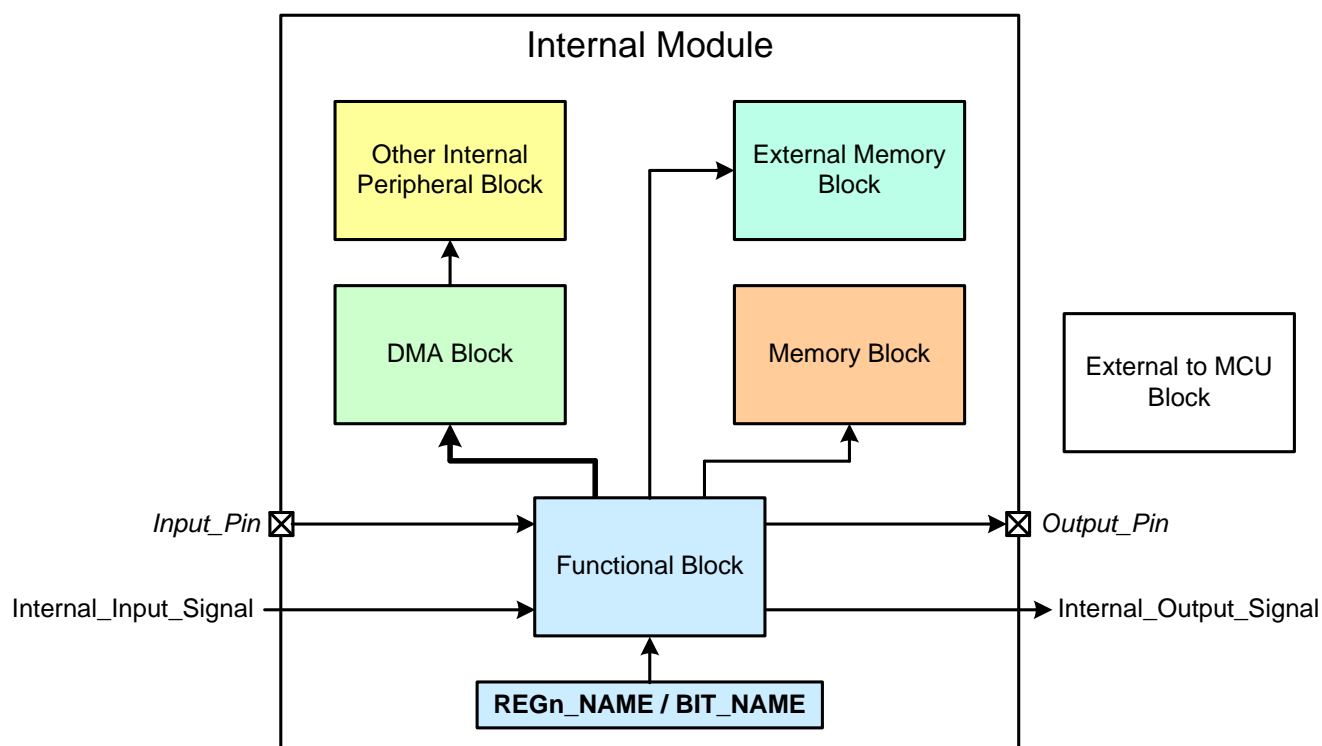 Internal Module
Other Internal
Peripheral Block
External Memory
Block
DMA Block
Memory Block
External to MCU
Block
Input_Pin
Output_Pin
Functional Block
Internal_Input_Signal
Internal_Output_Signal
REGn_NAME / BIT_NAME